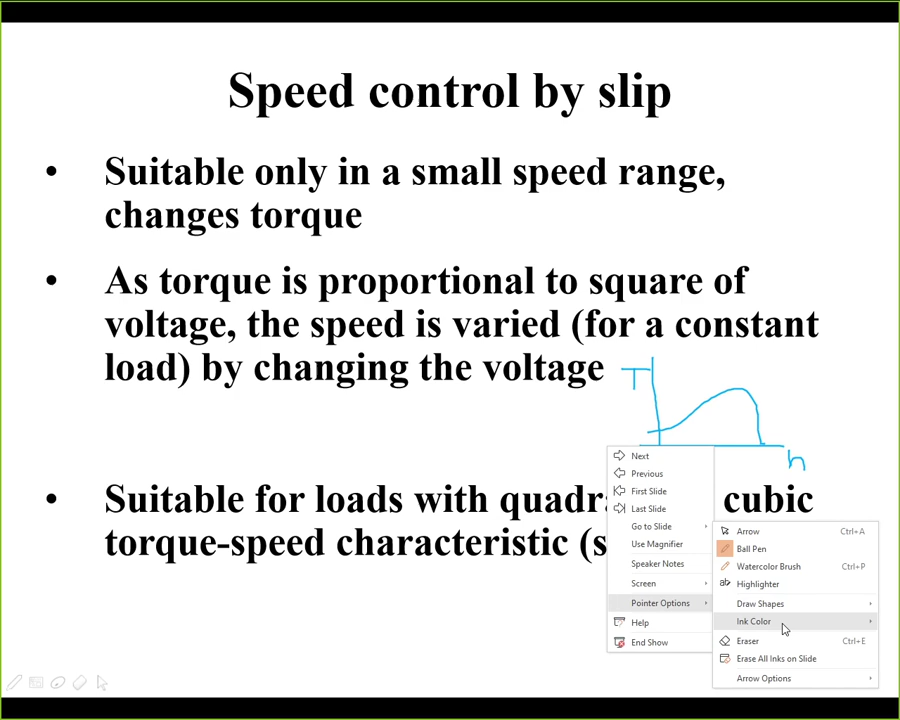 Speed control by slip
• Suitable only in a small speed range,
changes torque
• As torque is proportional to square of
voltage, the speed is varied (for a constant
load) by changing the voltage
T
n
• Suitable for loads with quadra cubic
torque-speed characteristic (s
Next
Previous
First Slide
Last Slide
Go to Slide
Use Magnifier
Speaker Notes
Screen
Pointer Options
Help
End Show
Arrow Ctrl+A
Ball Pen
Watercolor Brush Ctrl+P
Highlighter
Draw Shapes
Ink Color
Eraser Ctrl+E
Erase All Inks on Slide
Arrow Options